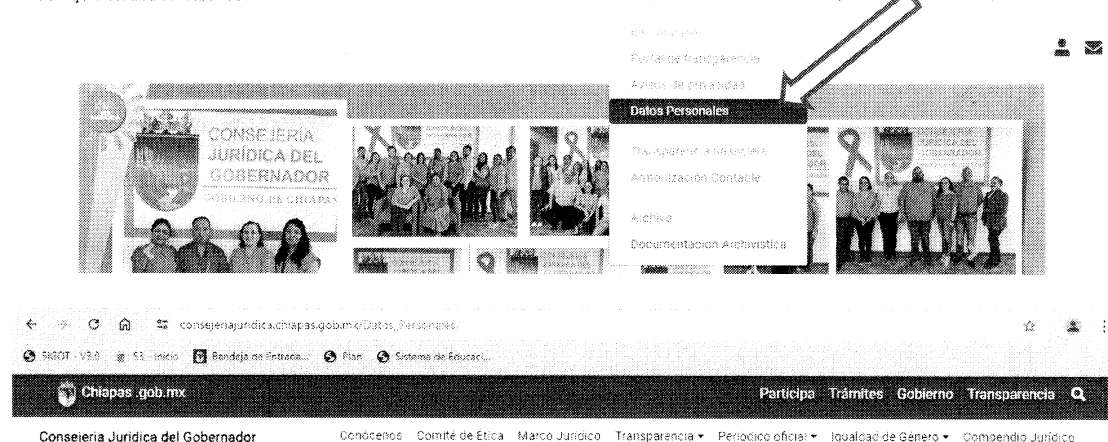 Información
Portal de transparencia
Avisos de privacidad
Datos Personales
Transparencia financiera
Armonización Contable
Archivo
Documentación Archivística
CONSEJERÍA
JURÍDICA DEL
GOBERNADOR
GOBIERNO DE CHIAPAS
consejeriajuridica.chiapas.gob.mx/Datos_Personales/
SIGOT - V3.0 S3 - Inicio Bandeja de Entrada... Plan Sistema de Educaci...
Chiapas.gob.mx Participa Trámites Gobierno Transparencia
Consejería Jurídica del Gobernador Conócenos Comité de Ética Marco Jurídico Transparencia Periódico oficial Igualdad de Género Compendio Jurídico